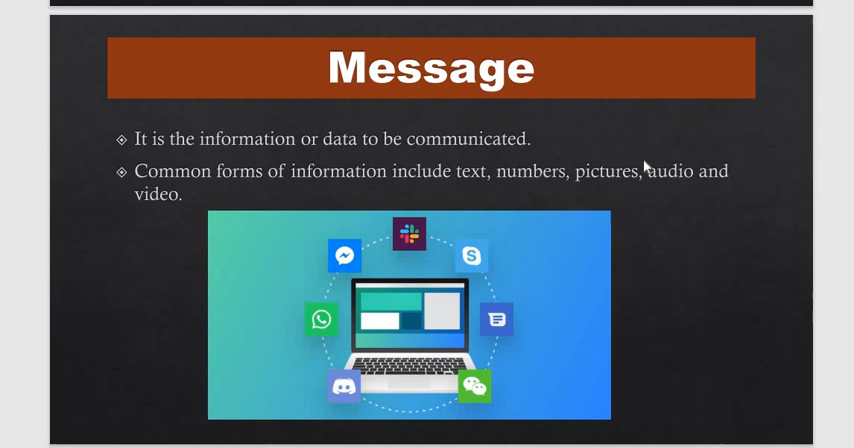 Message
It is the information or data to be communicated.
Common forms of information include text, numbers, pictures, audio and
video.